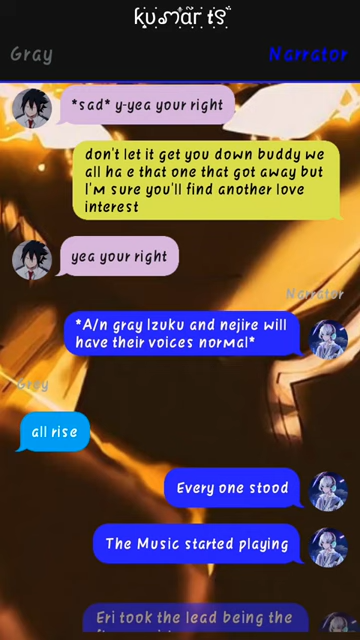 kumar ts
Gray
Narrator
*sad* y-yea your right
don't let it get you down buddy we
all ha e that one that got away but
I'm sure you'll find another love
interest
yea your right
Narrator
*A/n gray Izuku and nejire will
have their voices normal*
Gray
all rise
Every one stood
The Music started playing
Eri took the lead being the